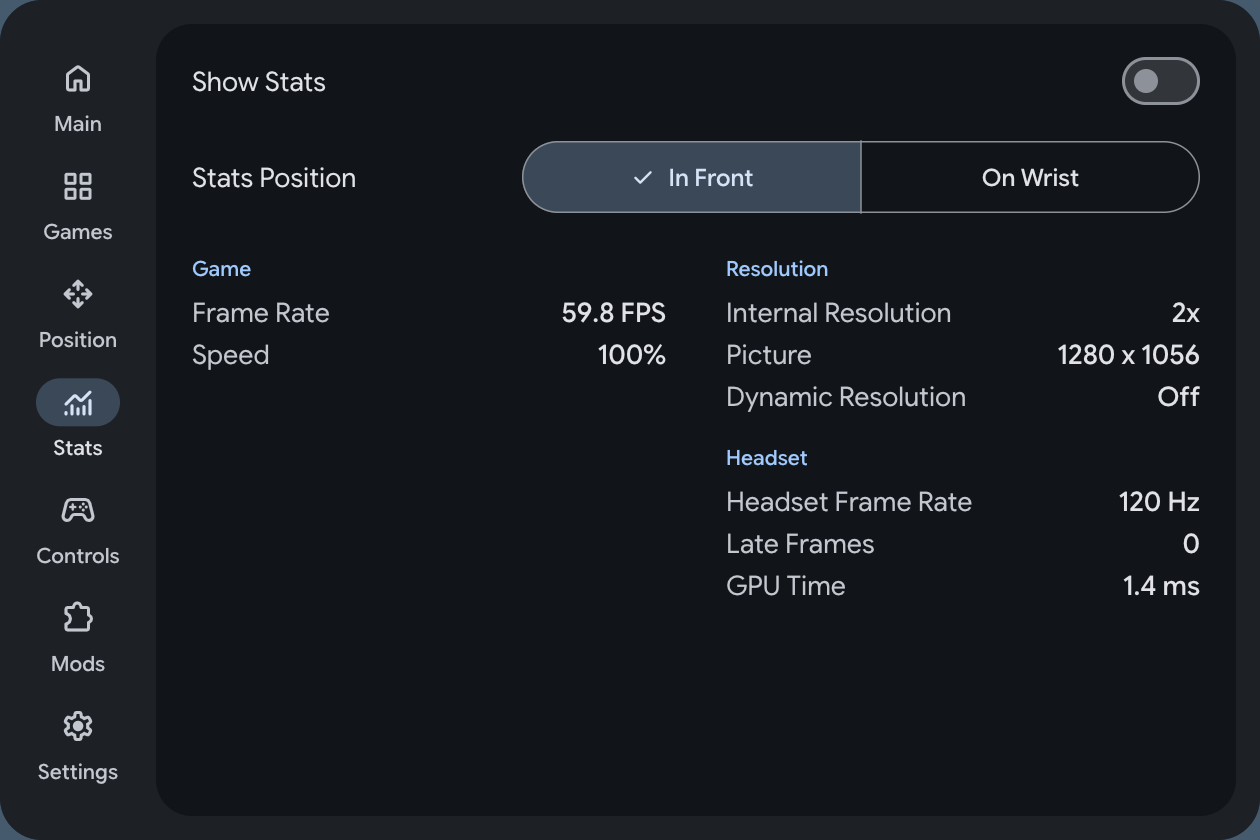 Main
Games
Position
Stats
Controls
Mods
Settings
Show Stats
Stats Position
In Front
On Wrist
Game
Frame Rate 59.8 FPS
Speed 100%
Resolution
Internal Resolution 2x
Picture 1280 x 1056
Dynamic Resolution Off
Headset
Headset Frame Rate 120 Hz
Late Frames 0
GPU Time 1.4 ms